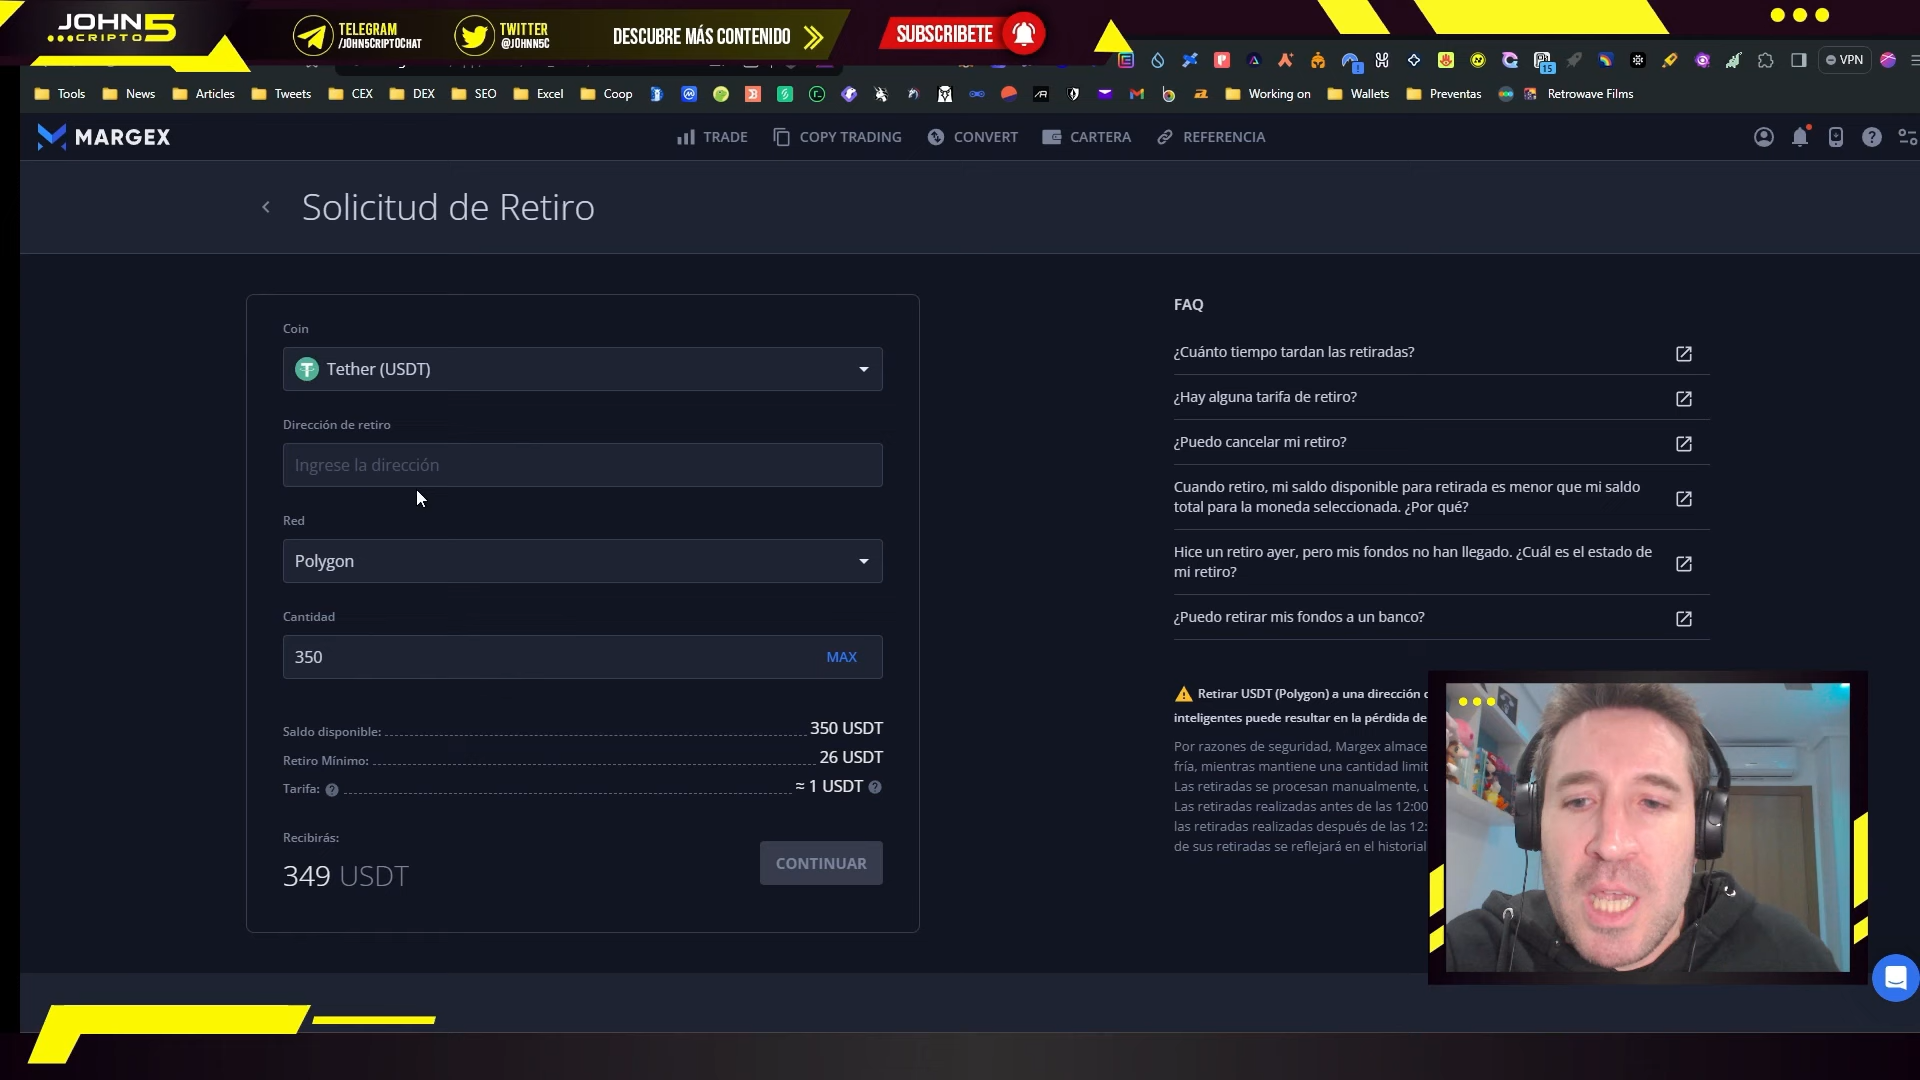 JOHN5
CRIPTO
TELEGRAM
/JOHN5CRIPTOCHAT
TWITTER
@J0HNN5C
DESCUBRE MÁS CONTENIDO
SUBSCRIBETE
15
VPN
Tools
News
Articles
Tweets
CEX
DEX
SEO
Excel
Coop
Working on
Wallets
Preventas
Retrowave Films
MARGEX
TRADE
COPY TRADING
CONVERT
CARTERA
REFERENCIA
Solicitud de Retiro
Coin
Tether (USDT)
Dirección de retiro
Ingrese la dirección
Red
Polygon
Cantidad
350
MAX
Saldo disponible: 350 USDT
Retiro Mínimo: 26 USDT
Tarifa: ≈ 1 USDT
Recibirás:
349 USDT
CONTINUAR
FAQ
¿Cuánto tiempo tardan las retiradas?
¿Hay alguna tarifa de retiro?
¿Puedo cancelar mi retiro?
Cuando retiro, mi saldo disponible para retirada es menor que mi saldo
total para la moneda seleccionada. ¿Por qué?
Hice un retiro ayer, pero mis fondos no han llegado. ¿Cuál es el estado de
mi retiro?
¿Puedo retirar mis fondos a un banco?
Retirar USDT (Polygon) a una dirección
inteligentes puede resultar en la pérdida de
Por razones de seguridad, Margex almace
fría, mientras mantiene una cantidad limit
Las retiradas se procesan manualmente,
Las retiradas realizadas antes de las 12:00
las retiradas realizadas después de las 12:
de sus retiradas se reflejará en el historial